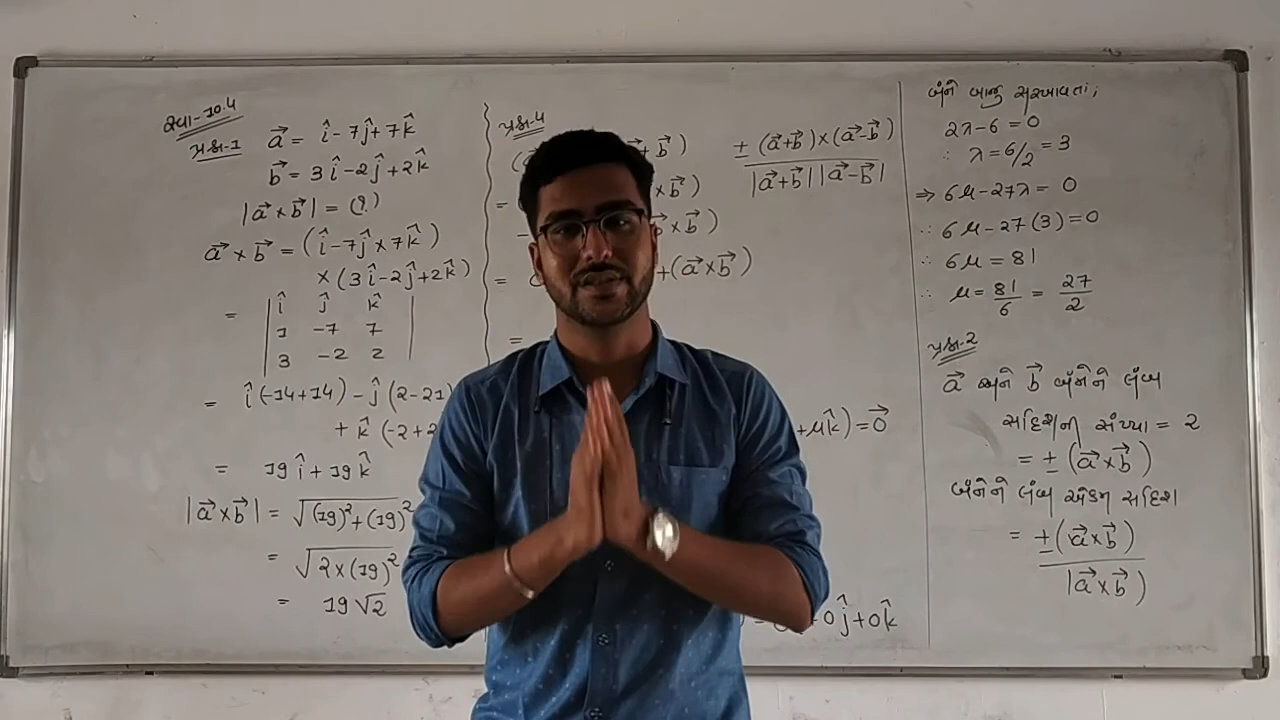 સ્વા-10.4
પ્રશ્ન-1
a⃗ = î - 7ĵ + 7k̂
b⃗ = 3î - 2ĵ + 2k̂
|a⃗ × b⃗| = (?)
a⃗ × b⃗ = (î - 7ĵ × 7k̂)
× (3î - 2ĵ + 2k̂)
= | î ĵ k̂ |
1 -7 7
3 -2 2
= î(-14+14) - ĵ(2-21)
+ k̂(-2+2
= 19î + 19k̂
|a⃗ × b⃗| = √(19)² + (19)²
= √2×(19)²
= 19√2
પ્રશ્ન-4
+ b⃗)
=
× b⃗)
-
× b⃗)
=
+ (a⃗ × b⃗)
=
± (a⃗+b⃗) × (a⃗-b⃗)
|a⃗+b⃗| |a⃗-b⃗|
+ μk̂) = 0⃗
0ĵ + 0k̂
બંને બાજુ સરખાવતાં;
2λ - 6 = 0
∴ λ = 6/2 = 3
⇒ 6μ - 27λ = 0
∴ 6μ - 27(3) = 0
∴ 6μ = 81
∴ μ = 81/6 = 27/2
પ્રશ્ન-2
a⃗ અને b⃗ બંનેને લંબ
સદિશની સંખ્યા = 2
= ± (a⃗ × b⃗)
બંનેને લંબ એકમ સદિશ
= ± (a⃗ × b⃗)
|a⃗ × b⃗)